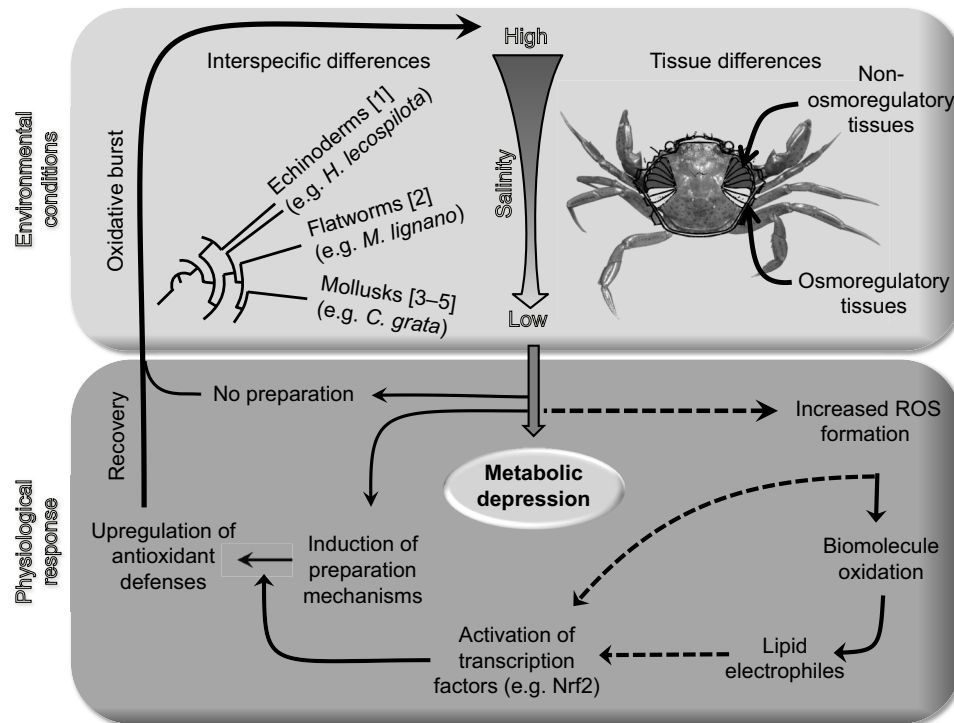 Environmental
conditions
Oxidative burst
Interspecific differences
Echinoderms [1]
(e.g. H. lecospilota)
Flatworms [2]
(e.g. M. lignano)
Mollusks [3–5]
(e.g. C. grata)
High
Salinity
Low
Tissue differences
Non-
osmoregulatory
tissues
Osmoregulatory
tissues
Physiological
response
Recovery
No preparation
Increased ROS
formation
Metabolic
depression
Upregulation of
antioxidant
defenses
Induction of
preparation
mechanisms
Biomolecule
oxidation
Activation of
transcription
factors (e.g. Nrf2)
Lipid
electrophiles